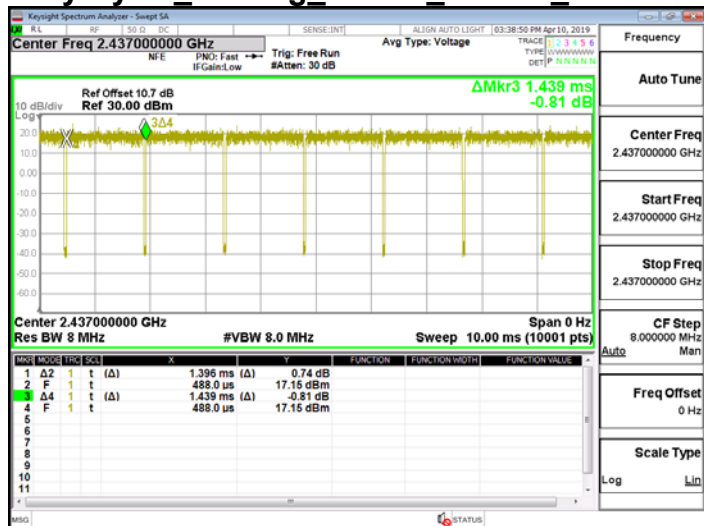 Keysight Spectrum Analyzer - Swept SA
RL RF 50 Ω DC SENSE:INT ALIGN AUTO LIGHT 03:38:50 PM Apr 10, 2019
Center Freq 2.437000000 GHz
NFE PNO: Fast Trig: Free Run Avg Type: Voltage TRACE 1 2 3 4 5 6
IFGain:Low #Atten: 30 dB TYPE WWWWWW
DET P N N N N N
ΔMkr3 1.439 ms
-0.81 dB
Ref Offset 10.7 dB
10 dB/div Ref 30.00 dBm
Log
3Δ4
20.0
10.0
0.00
-10.0
-20.0
-30.0
-40.0
-50.0
-60.0
Center 2.437000000 GHz Span 0 Hz
Res BW 8 MHz #VBW 8.0 MHz Sweep 10.00 ms (10001 pts)
MKR MODE TRC SCL X Y FUNCTION FUNCTION WIDTH FUNCTION VALUE
1 Δ2 1 t (Δ) 1.396 ms (Δ) 0.74 dB
2 F 1 t 488.0 µs 17.15 dBm
3 Δ4 1 t (Δ) 1.439 ms (Δ) -0.81 dB
4 F 1 t 488.0 µs 17.15 dBm
5
6
7
8
9
10
11
MSG STATUS
Frequency
Auto Tune
Center Freq
2.437000000 GHz
Start Freq
2.437000000 GHz
Stop Freq
2.437000000 GHz
CF Step
8.000000 MHz
Auto Man
Freq Offset
0 Hz
Scale Type
Log Lin